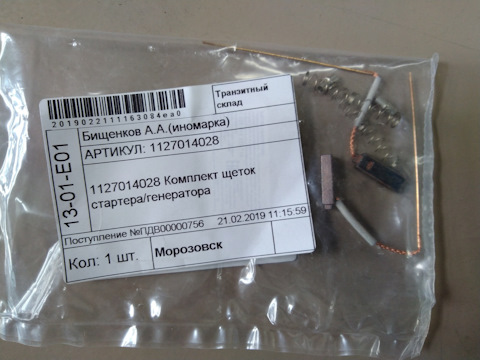 Транзитный
склад
2019022111163084ea0
13-01-E01
Бищенков А.А.(иномарка)
АРТИКУЛ: 1127014028
1127014028 Комплект щеток
стартера/генератора
Поступление №ПДВ00000756 21.02.2019 11:15:59
Кол: 1 шт. Морозовск